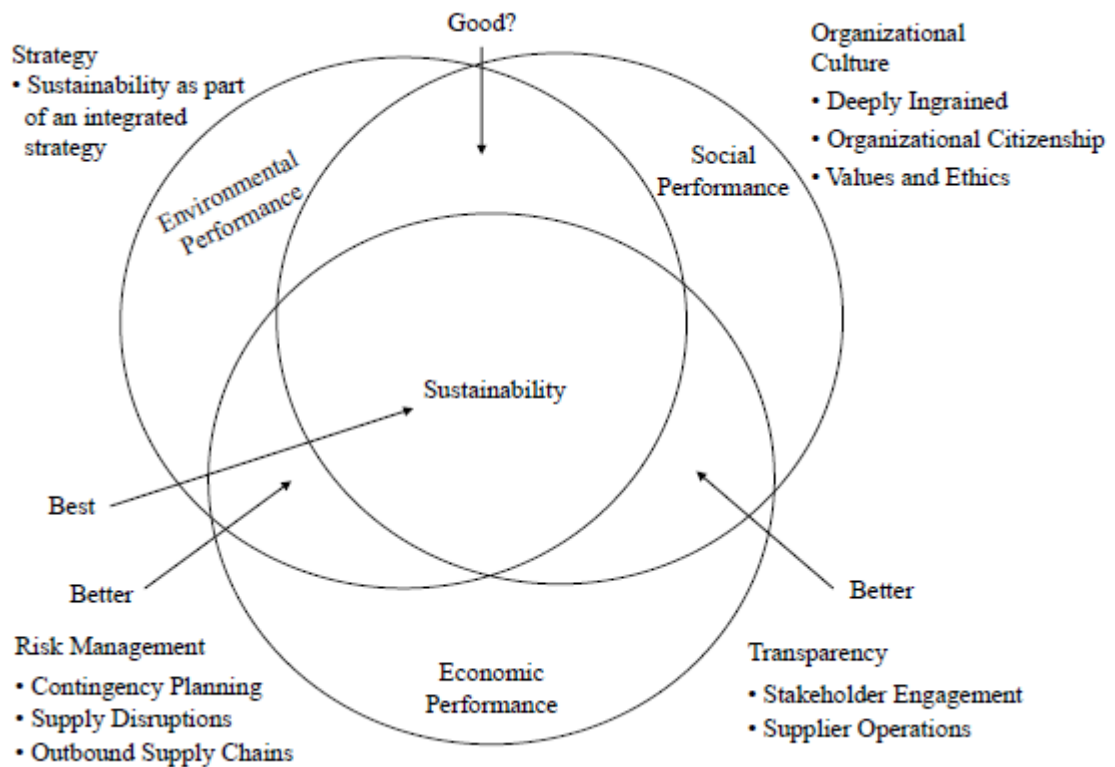 Good?
Strategy
• Sustainability as part
of an integrated
strategy
Organizational
Culture
• Deeply Ingrained
• Organizational Citizenship
• Values and Ethics
Environmental
Performance
Social
Performance
Sustainability
Best
Better
Better
Risk Management
• Contingency Planning
• Supply Disruptions
• Outbound Supply Chains
Economic
Performance
Transparency
• Stakeholder Engagement
• Supplier Operations